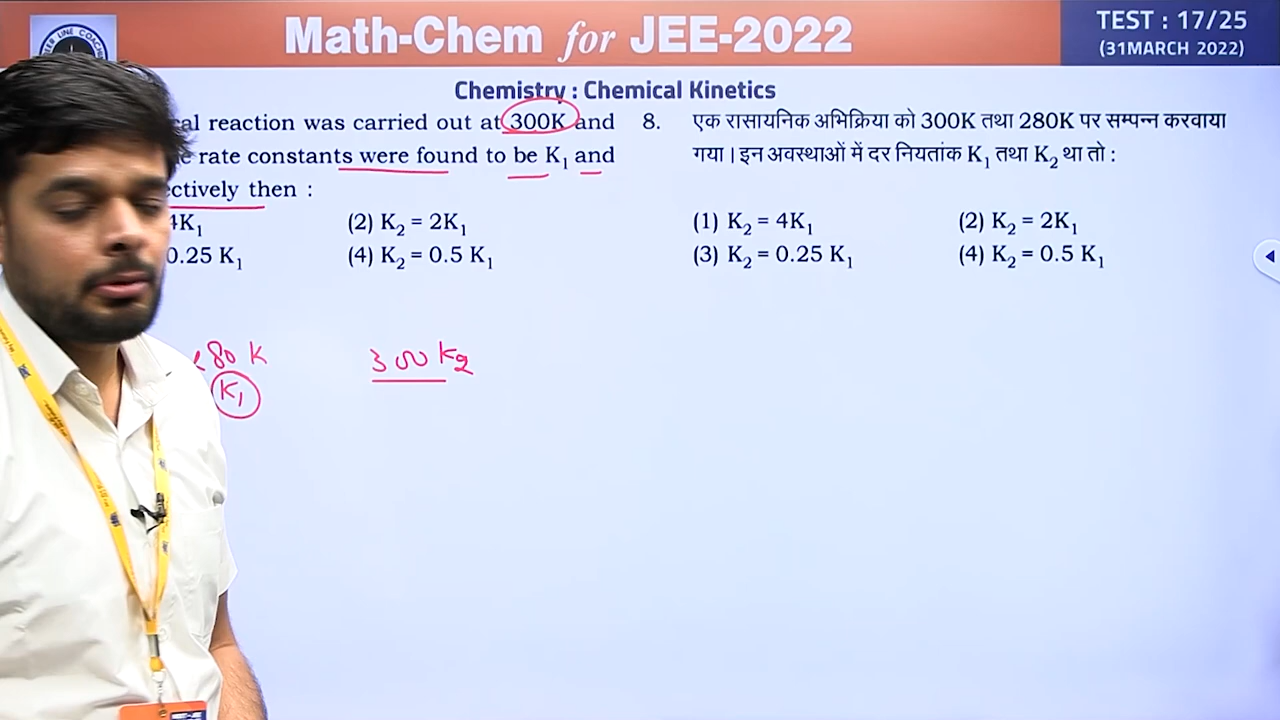 Math-Chem for JEE-2022
TEST : 17/25
(31MARCH 2022)
Chemistry : Chemical Kinetics
reaction was carried out at 300K and
rate constants were found to be K₁ and
then :
4K₁ (2) K₂ = 2K₁
0.25 K₁ (4) K₂ = 0.5 K₁
8. एक रासायनिक अभिक्रिया को 300K तथा 280K पर सम्पन्न करवाया
गया। इन अवस्थाओं में दर नियतांक K₁ तथा K₂ था तो :
(1) K₂ = 4K₁ (2) K₂ = 2K₁
(3) K₂ = 0.25 K₁ (4) K₂ = 0.5 K₁
280 K 300 K₂
K₁